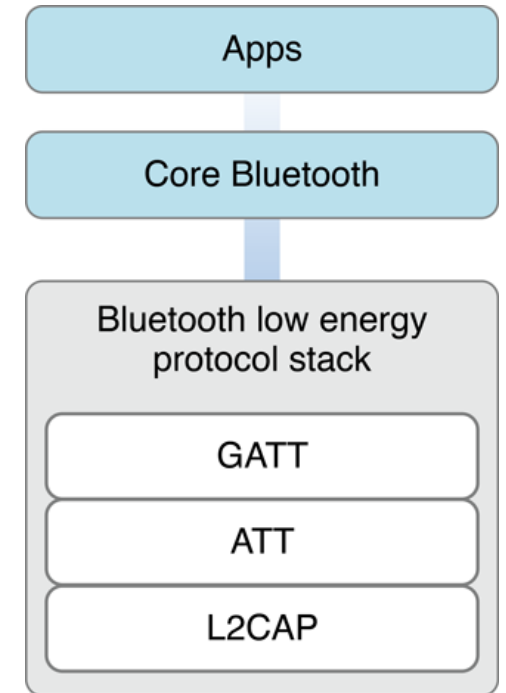 Apps
Core Bluetooth
Bluetooth low energy
protocol stack
GATT
ATT
L2CAP